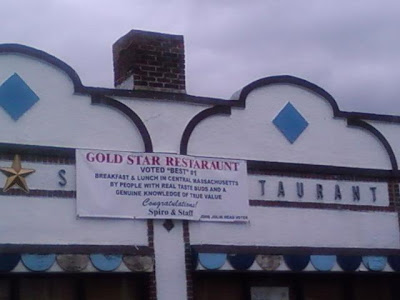 GOLD STAR RESTARAUNT
VOTED "BEST" #1
BREAKFAST & LUNCH IN CENTRAL MASSACHUSETTS
BY PEOPLE WITH REAL TASTE BUDS AND A
GENUINE KNOWLEDGE OF TRUE VALUE
Congratulations!
Spiro & Staff
S
TAURANT